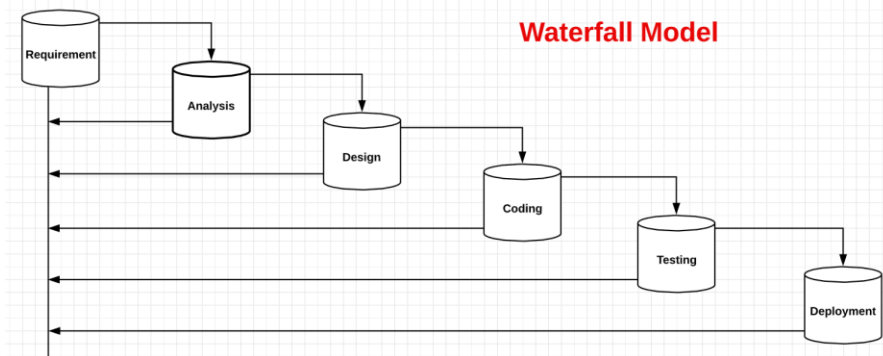 Waterfall Model
Requirement
Analysis
Design
Coding
Testing
Deployment